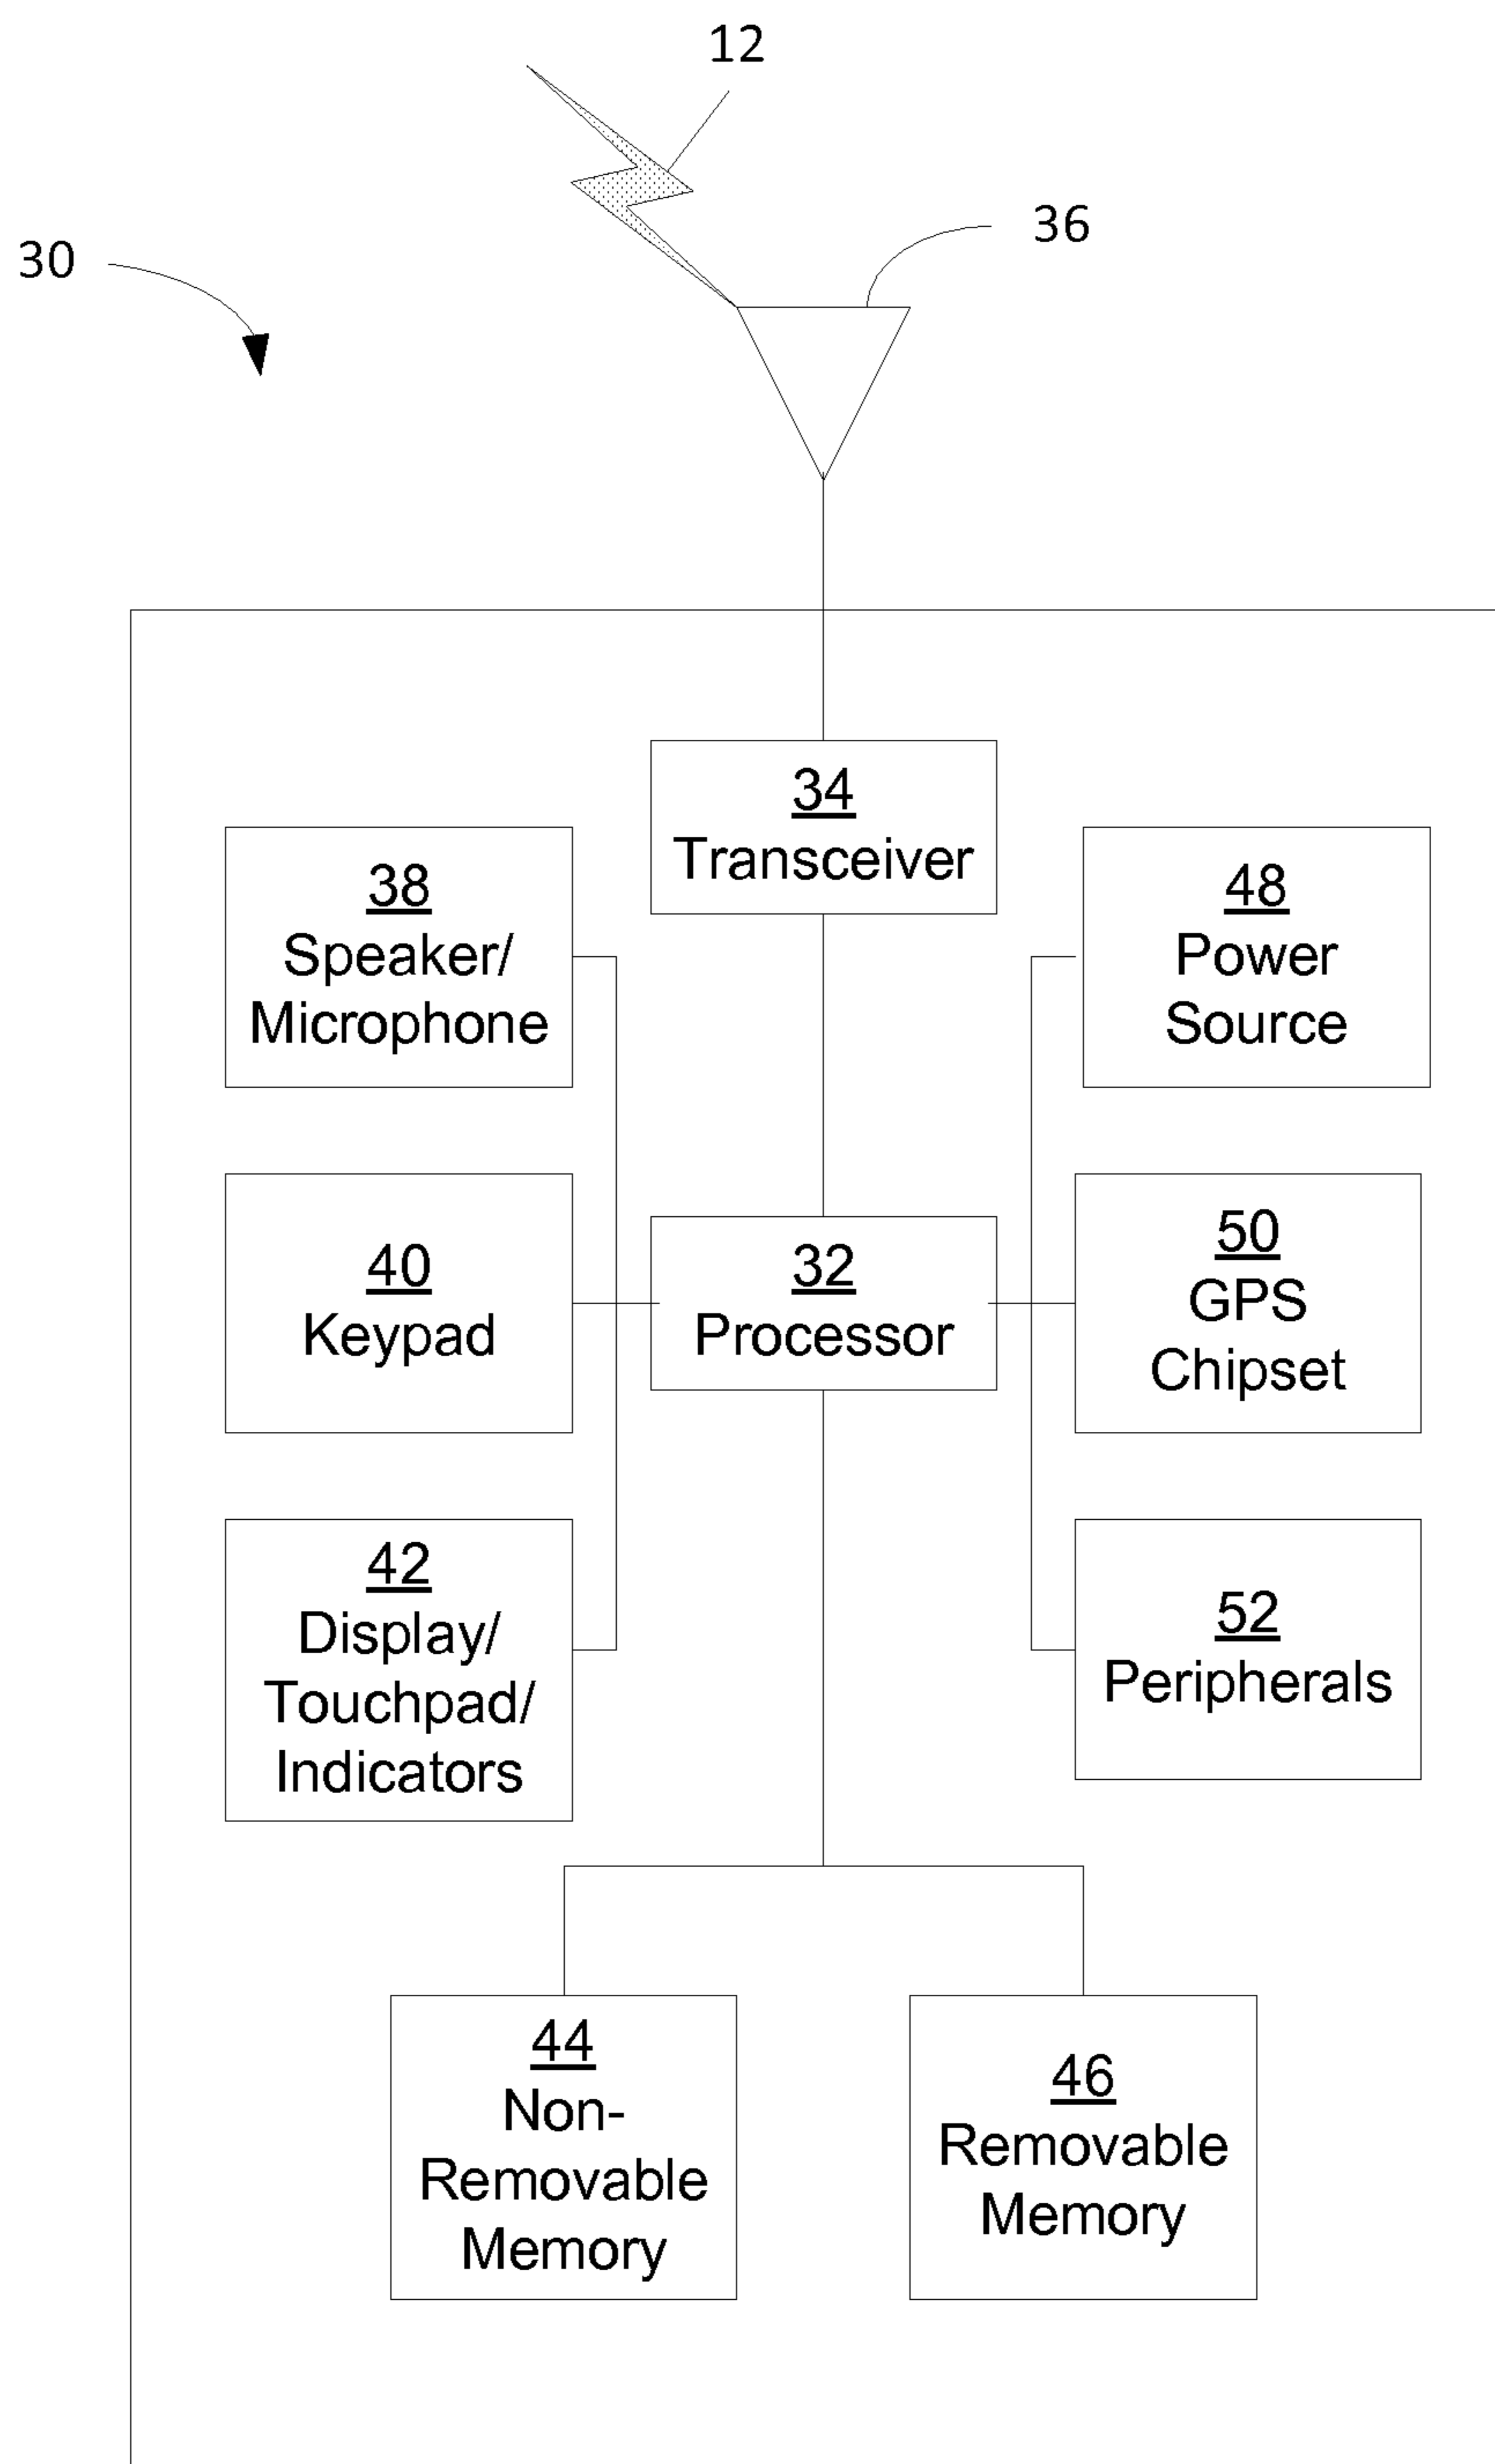 12
36
30
34
Transceiver
38
Speaker/
Microphone
48
Power
Source
40
Keypad
32
Processor
50
GPS
Chipset
42
Display/
Touchpad/
Indicators
52
Peripherals
44
Non-
Removable
Memory
46
Removable
Memory